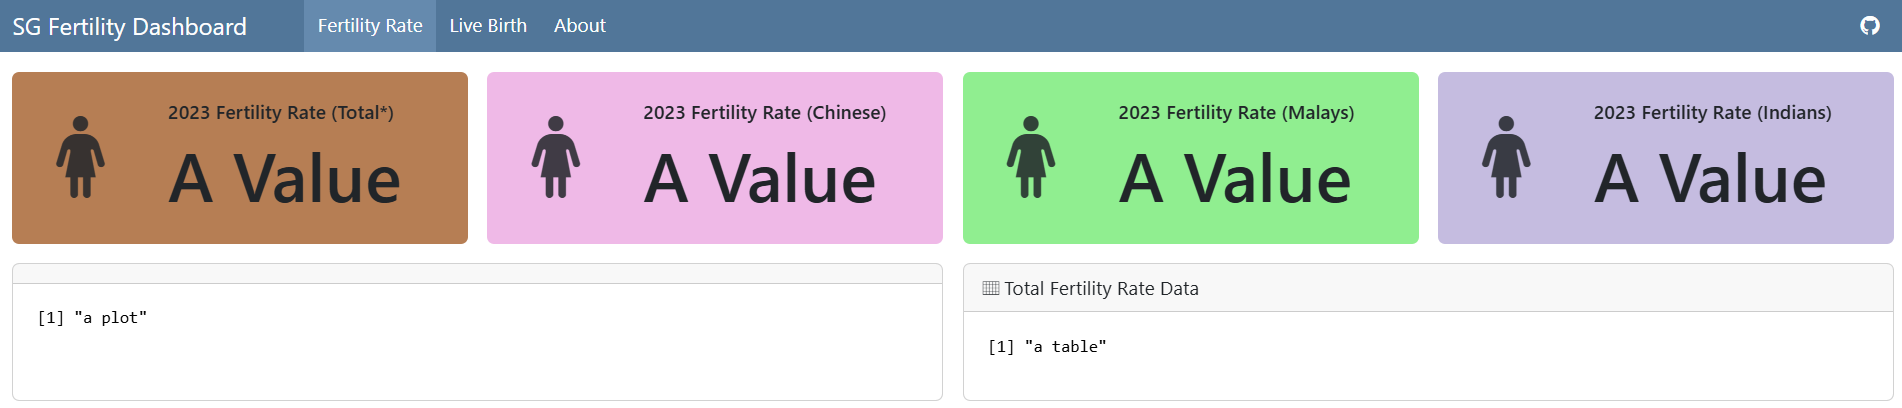 SG Fertility Dashboard Fertility Rate Live Birth About
2023 Fertility Rate (Total*)
A Value
2023 Fertility Rate (Chinese)
A Value
2023 Fertility Rate (Malays)
A Value
2023 Fertility Rate (Indians)
A Value
[1] "a plot"
Total Fertility Rate Data
[1] "a table"